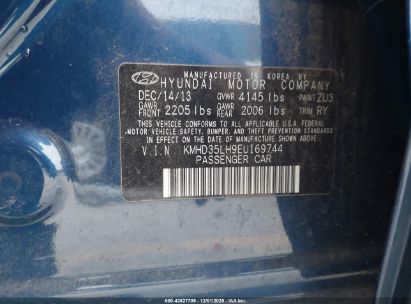 MANUFACTURED IN KOREA BY
HYUNDAI MOTOR COMPANY
DEC/14/13 GVWR 4145 lbs PAINT ZU3
GAWR FRONT 2205 lbs GAWR REAR 2006 lbs TRIM RY
THIS VEHICLE CONFORMS TO ALL APPLICABLE U.S. FEDERAL MOTOR VEHICLE
SAFETY, BUMPER, AND THEFT PREVENTION STANDARDS
IN EFFECT ON THE DATE OF MANUFACTURE SHOWN ABOVE.
V.I.N KMHD35LH9EU169744
PASSENGER CAR